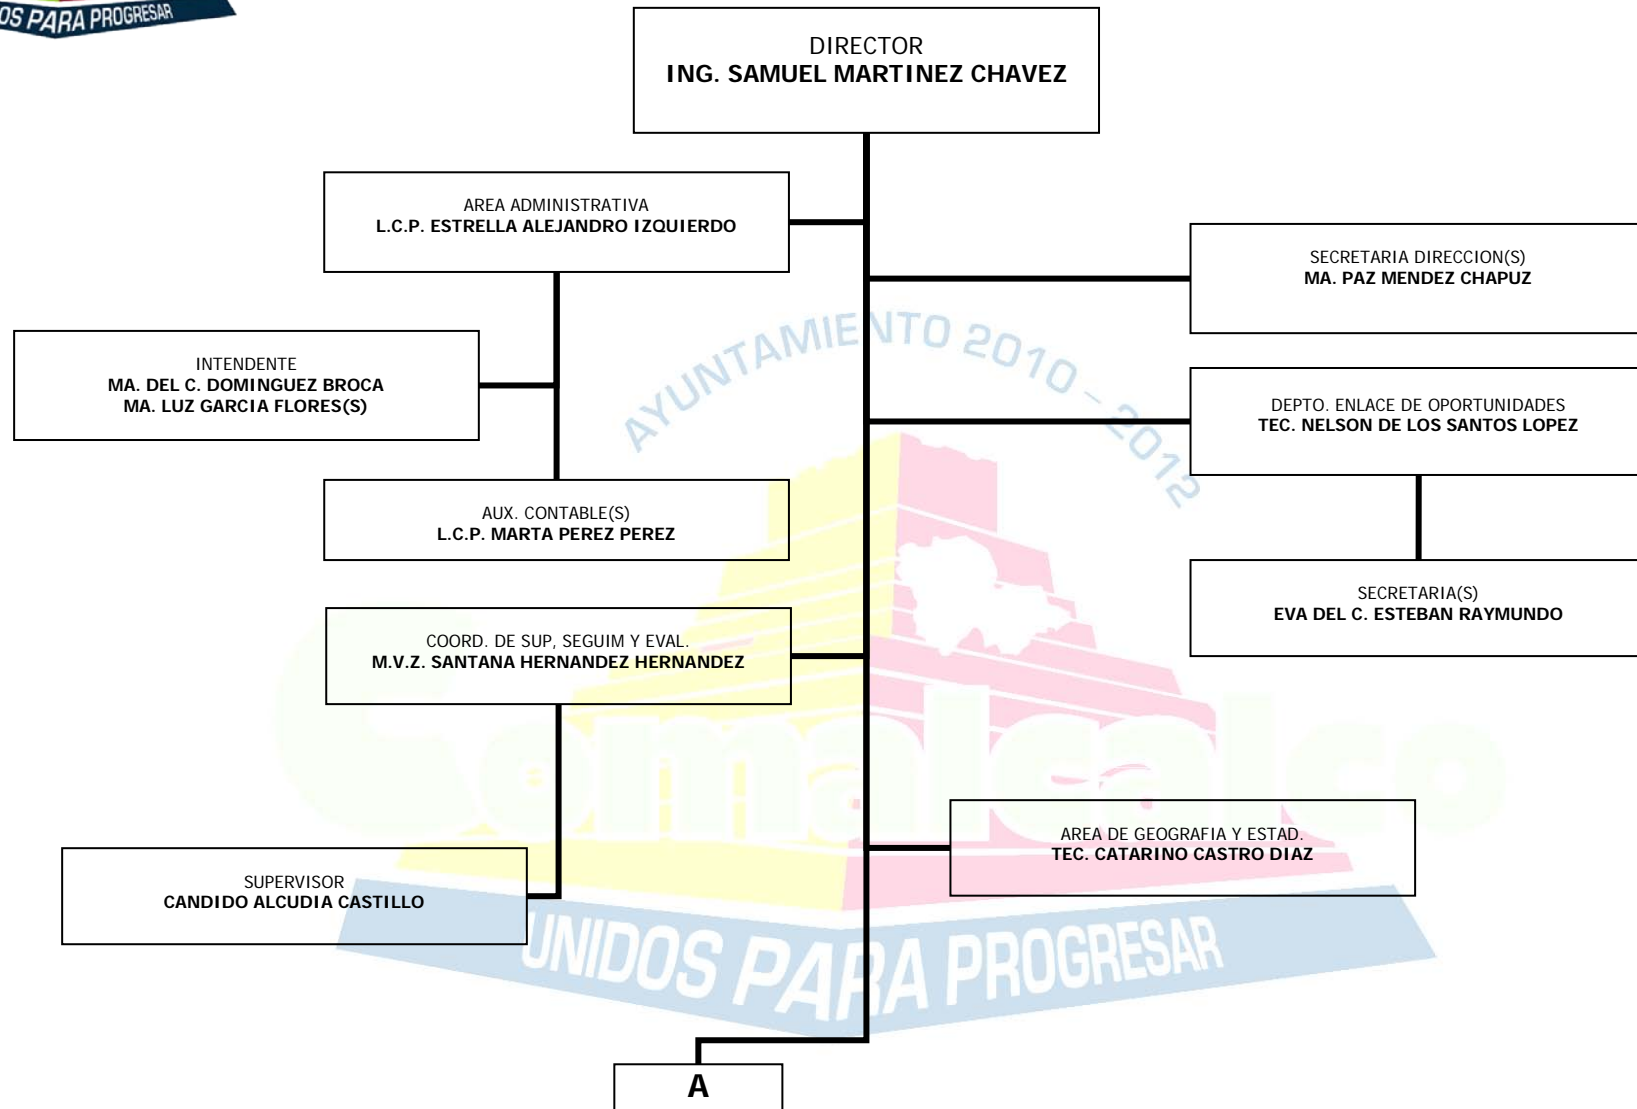 OS PARA PROGRESAR
DIRECTOR
ING. SAMUEL MARTINEZ CHAVEZ
AREA ADMINISTRATIVA
L.C.P. ESTRELLA ALEJANDRO IZQUIERDO
SECRETARIA DIRECCION(S)
MA. PAZ MENDEZ CHAPUZ
INTENDENTE
MA. DEL C. DOMINGUEZ BROCA
MA. LUZ GARCIA FLORES(S)
AYUNTAMIENTO 2010 - 2012
DEPTO. ENLACE DE OPORTUNIDADES
TEC. NELSON DE LOS SANTOS LOPEZ
AUX. CONTABLE(S)
L.C.P. MARTA PEREZ PEREZ
SECRETARIA(S)
EVA DEL C. ESTEBAN RAYMUNDO
COORD. DE SUP, SEGUIM Y EVAL.
M.V.Z. SANTANA HERNANDEZ HERNANDEZ
Comalcalco
AREA DE GEOGRAFIA Y ESTAD.
TEC. CATARINO CASTRO DIAZ
SUPERVISOR
CANDIDO ALCUDIA CASTILLO
UNIDOS PARA PROGRESAR
A